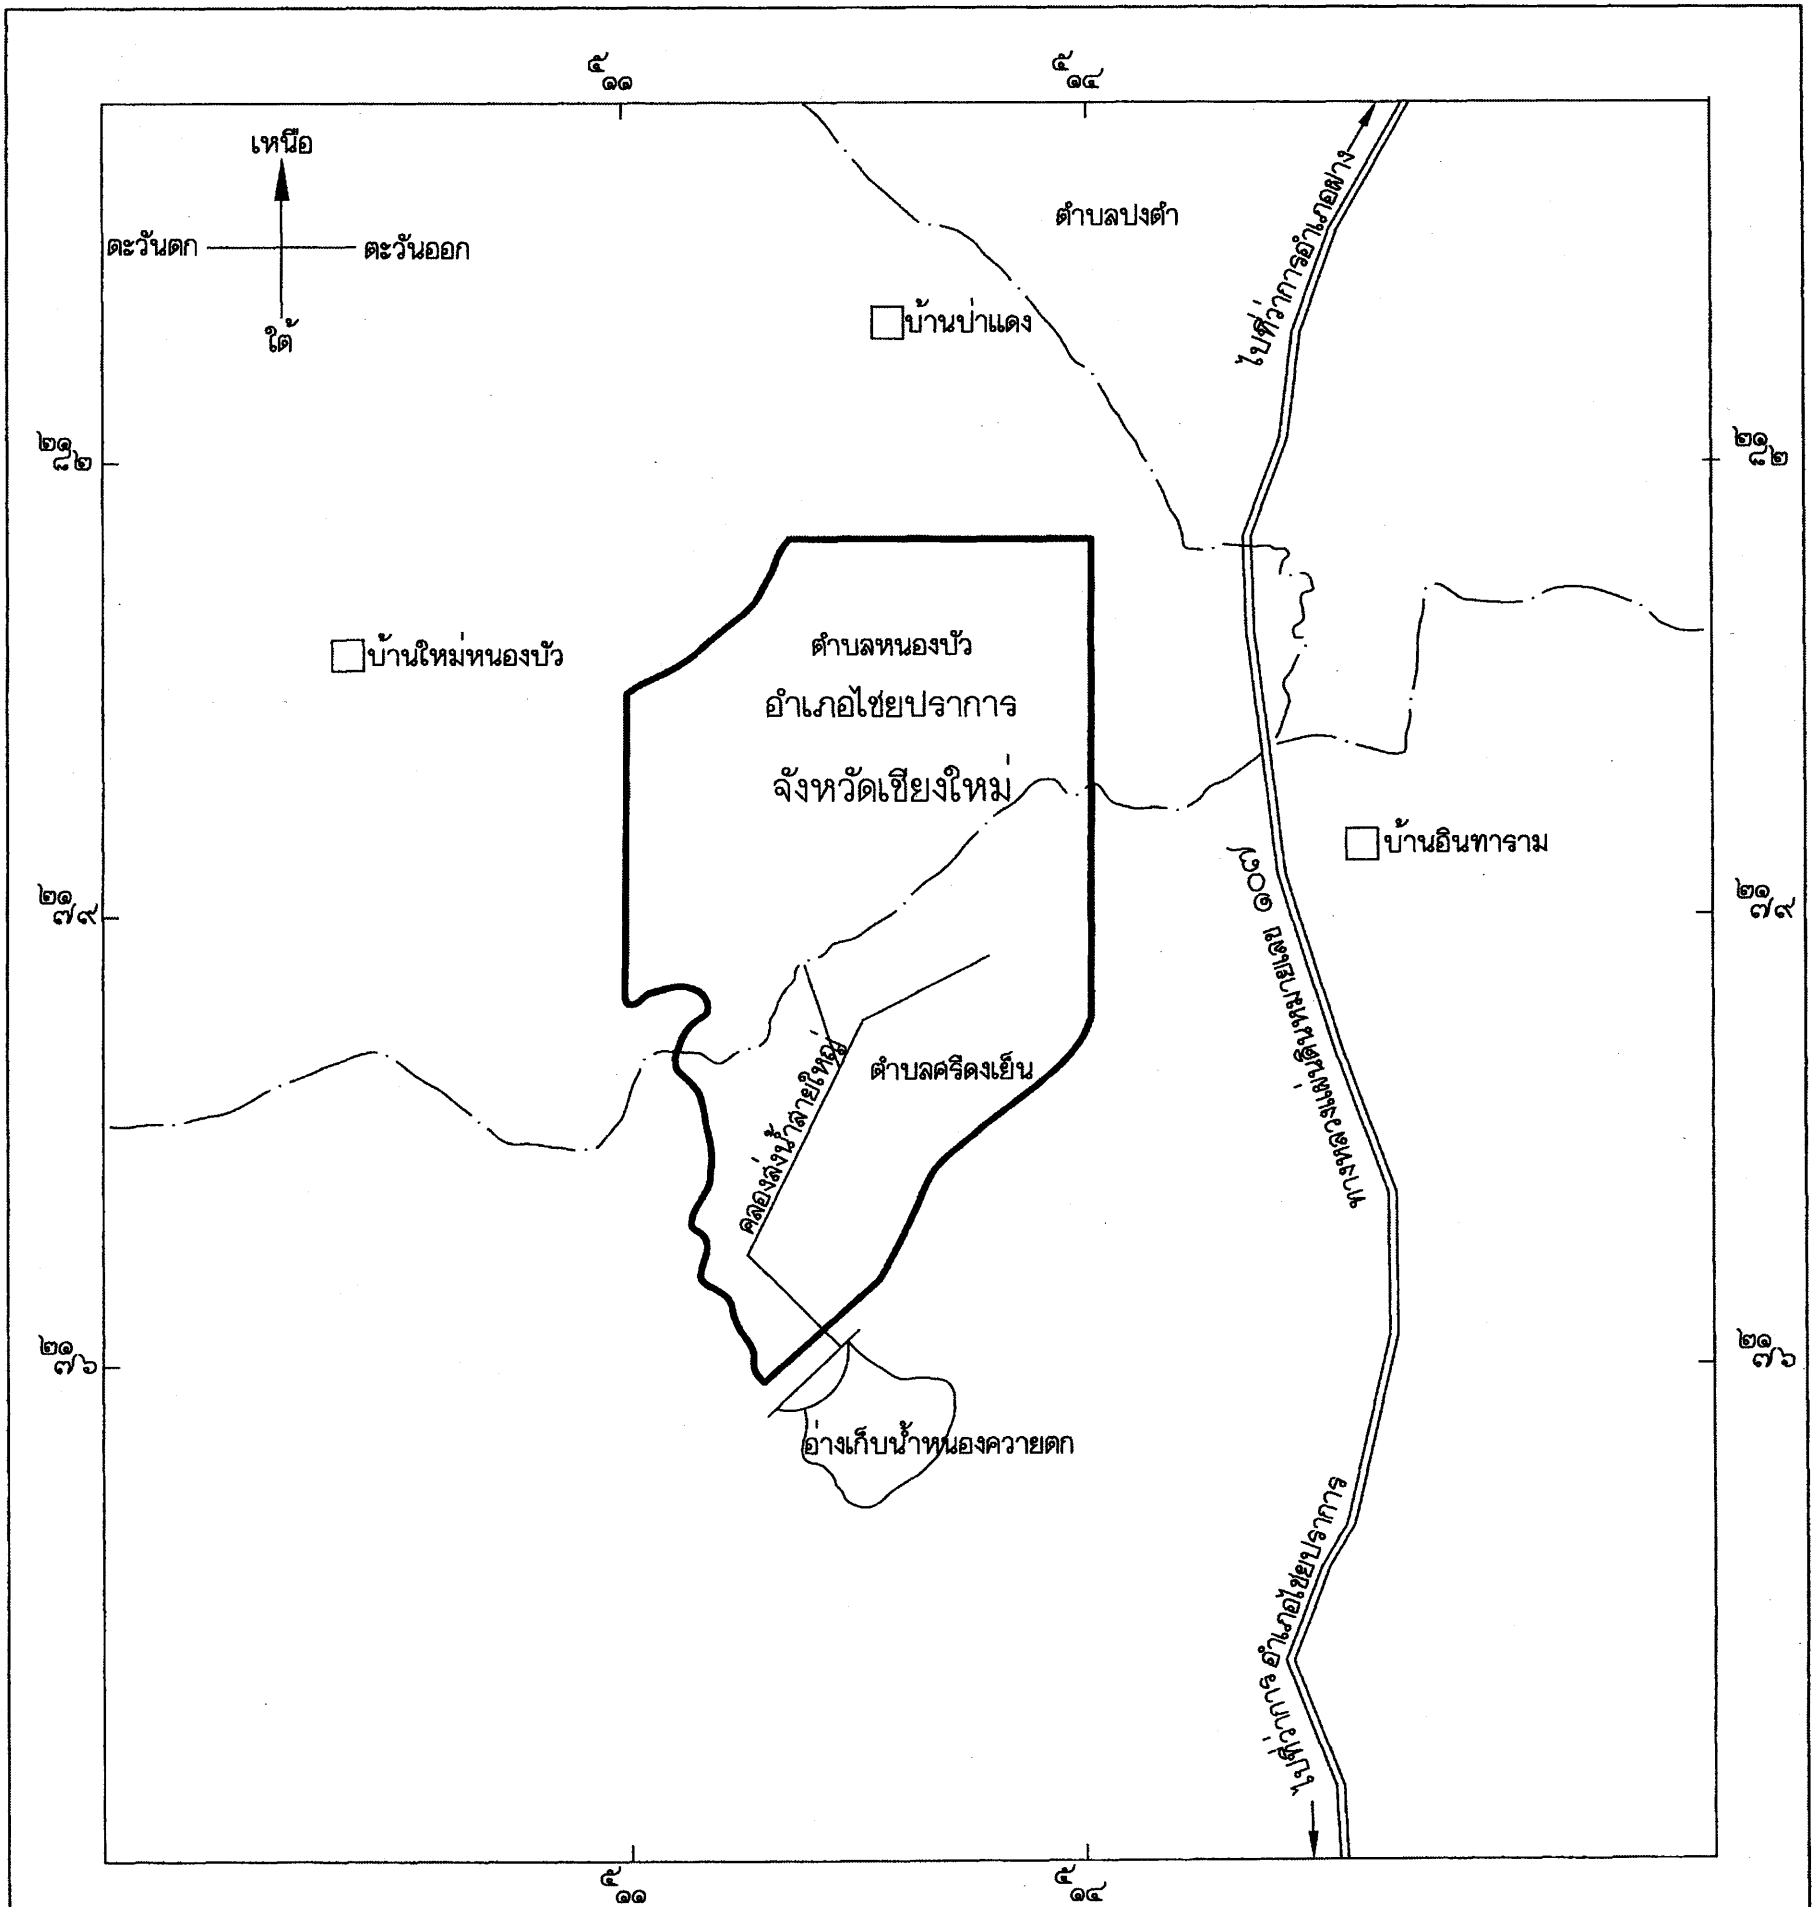 ๕๑๑
๕๑๔
เหนือ
ตะวันตก
ตะวันออก
ใต้
ตำบลปงตำ
ไปที่ว่าการอำเภอฝาง
บ้านป่าแดง
๒๑๘๒
๒๑๘๒
บ้านใหม่หนองบัว
ตำบลหนองบัว
อำเภอไชยปราการ
จังหวัดเชียงใหม่
บ้านอินทาราม
๒๑๗๙
๒๑๗๙
ทางหลวงแผ่นดินหมายเลข ๑๐๗
คลองส่งน้ำสายใหญ่
ตำบลศรีดงเย็น
๒๑๗๖
๒๑๗๖
อ่างเก็บน้ำหนองควายตก
ไปที่ว่าการ อำเภอไชยปราการ
๕๑๑
๕๑๔